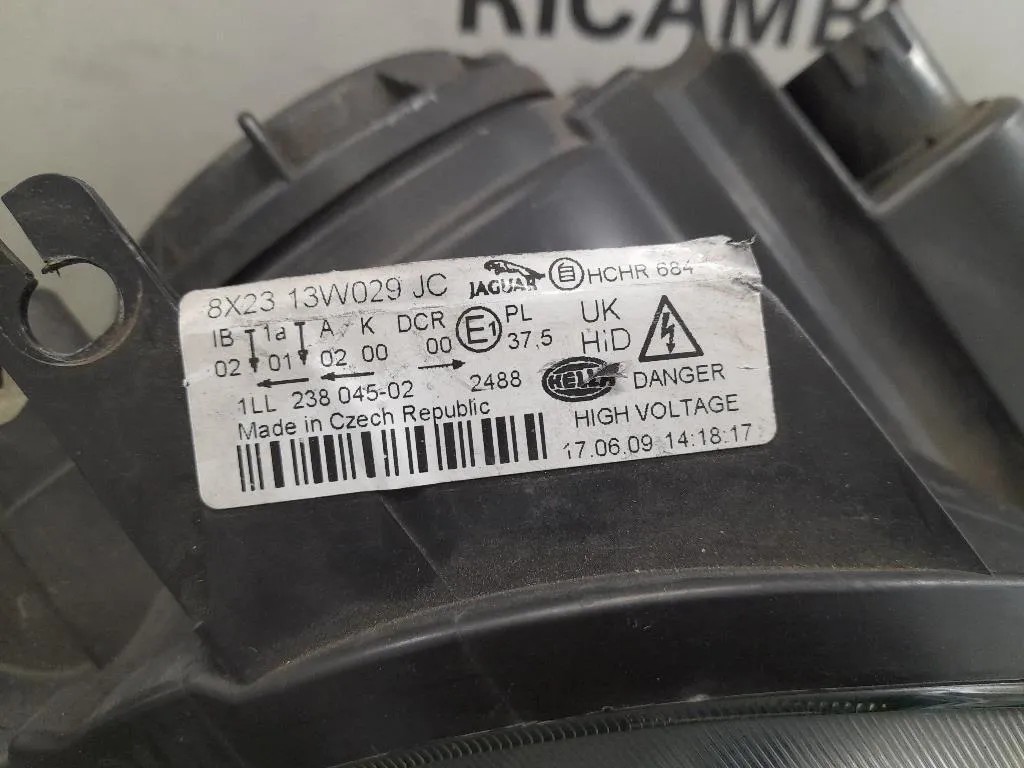 RICAMBI
8X23 13W029 JC JAGUAR HCHR 684
IB 1a A K DCR E1 PL UK
02 01 02 00 00 37.5 HiD
1LL 238 045-02 2488 HELLA DANGER
Made in Czech Republic HIGH VOLTAGE
17.06.09 14:18:17